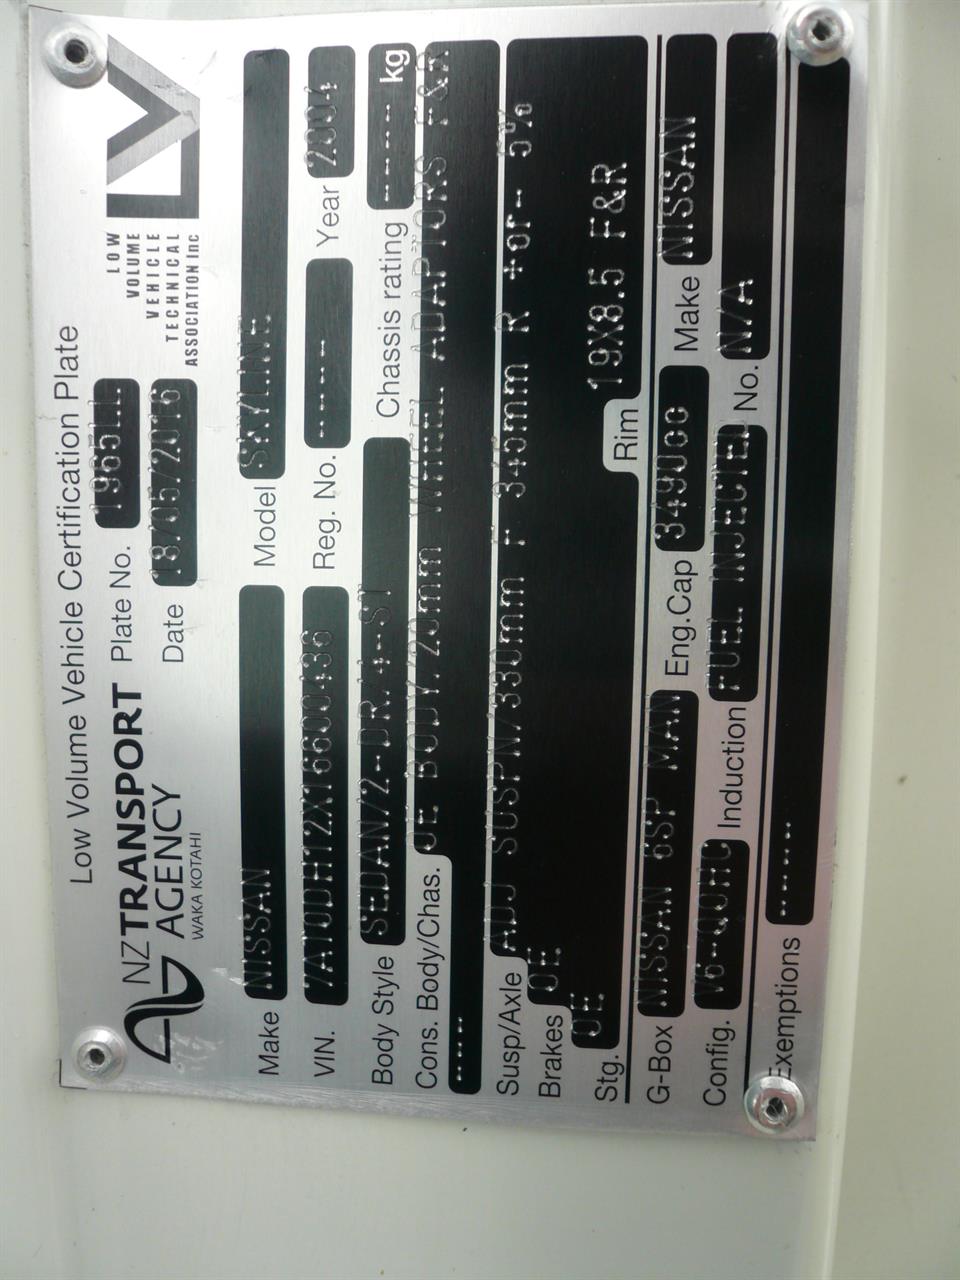 Low Volume Vehicle Certification Plate
NZ TRANSPORT AGENCY
WAKA KOTAHI
Plate No. 19651LL
Date 18/05/2016
LOW
VOLUME
VEHICLE
TECHNICAL
ASSOCIATION Inc
LV
Make NISSAN Model SKYLINE
VIN. 7AT0DH12X16600436 Reg. No. ---- Year 2004
Body Style SEDAN/2-DR/4-ST Chassis rating ----- kg
Cons. Body/Chas. OE BODY/20mm WHEEL ADAPTORS F&R
-----
Susp/Axle ADJ SUSPN/330mm F 345mm R +or- 5%
Brakes OE
Stg. OE Rim 19X8.5 F&R
G-Box NISSAN 6SP MAN Eng.Cap 3490cc Make NISSAN
Config. V6-QOHC Induction FUEL INJECTED No. N/A
Exemptions ------